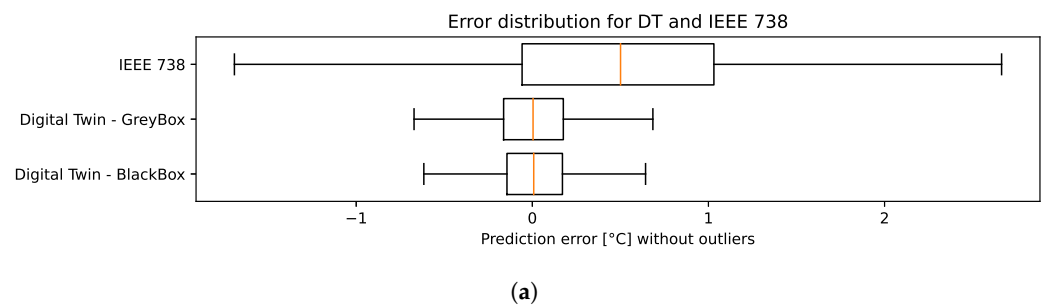 Error distribution for DT and IEEE 738
IEEE 738
Digital Twin - GreyBox
Digital Twin - BlackBox
−1 0 1 2
Prediction error [°C] without outliers
(a)